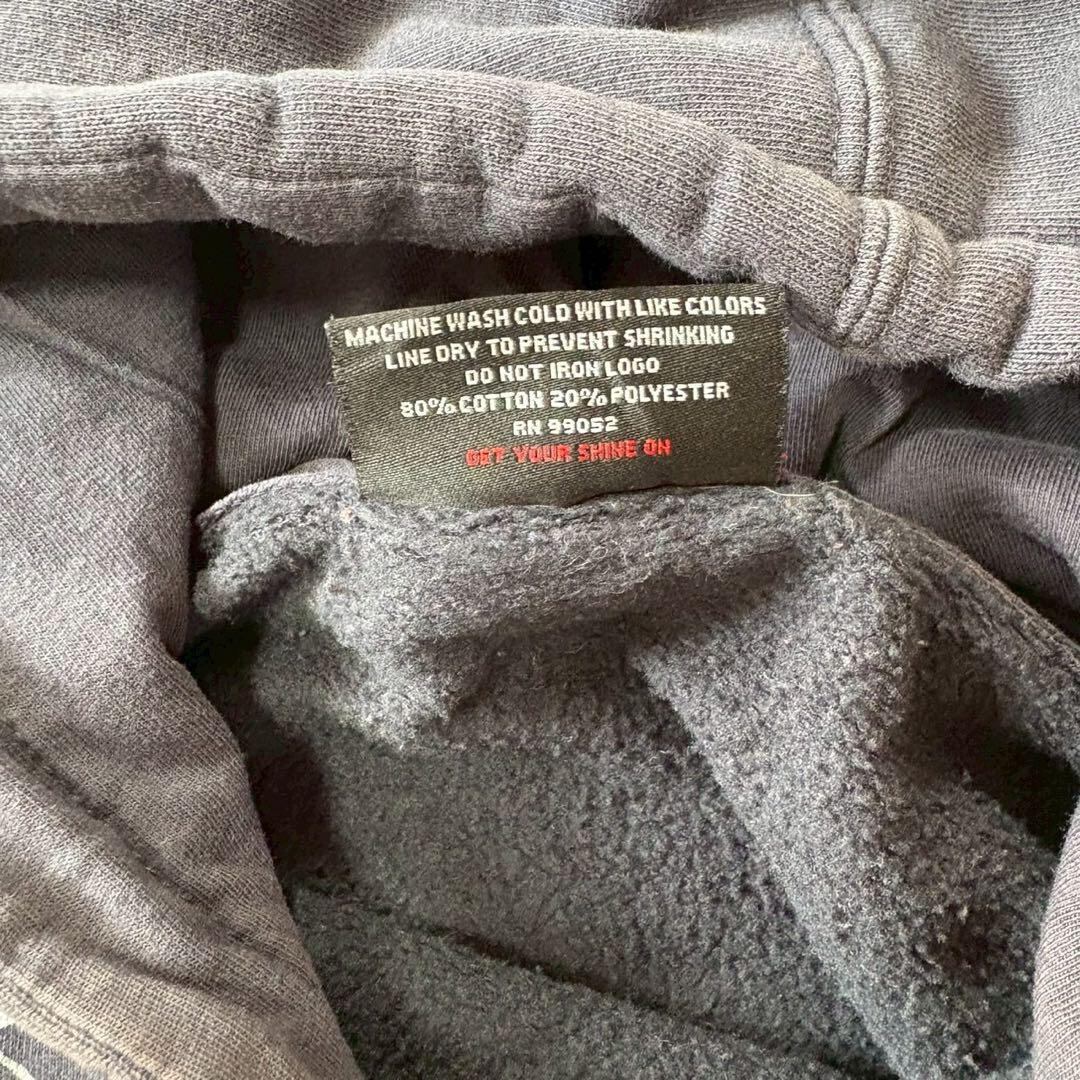 MACHINE WASH COLD WITH LIKE COLORS
LINE DRY TO PREVENT SHRINKING
DO NOT IRON LOGO
80% COTTON 20% POLYESTER
RN 99052
GET YOUR SHINE ON